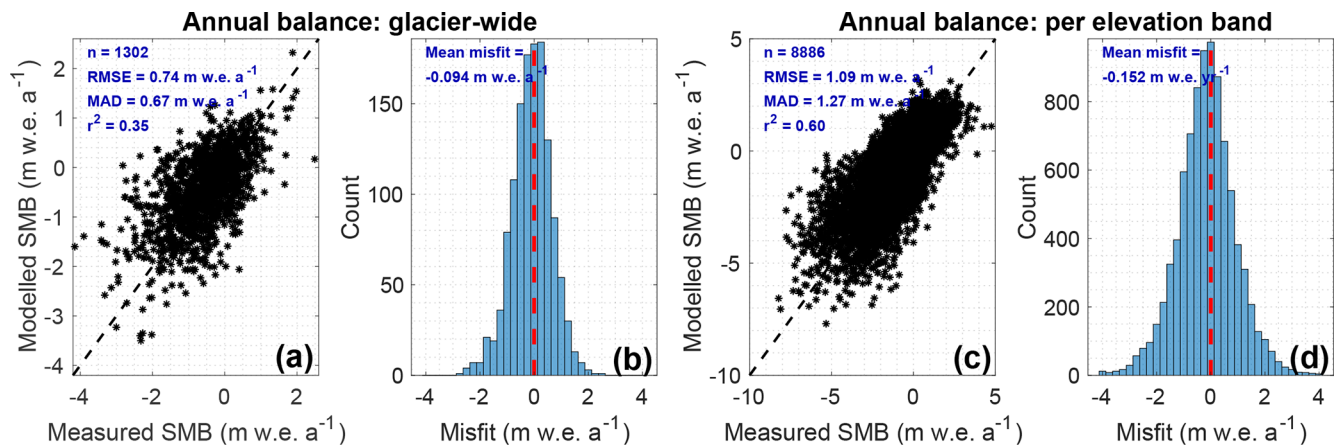 Annual balance: glacier-wide
Annual balance: per elevation band
n = 1302
RMSE = 0.74 m w.e. a⁻¹
MAD = 0.67 m w.e. a⁻¹
r² = 0.35
2
1
0
-1
-2
-3
-4
-4
-2
0
2
Modelled SMB (m w.e. a⁻¹)
Measured SMB (m w.e. a⁻¹)
(a)
Mean misfit =
-0.094 m w.e. a⁻¹
150
100
50
0
-4
-2
0
2
4
Count
Misfit (m w.e. a⁻¹)
(b)
n = 8886
RMSE = 1.09 m w.e. a⁻¹
MAD = 1.27 m w.e. a⁻¹
r² = 0.60
5
0
-5
-10
-10
-5
0
5
Modelled SMB (m w.e. a⁻¹)
Measured SMB (m w.e. a⁻¹)
(c)
Mean misfit =
-0.152 m w.e. yr⁻¹
800
600
400
200
0
-4
-2
0
2
4
Count
Misfit (m w.e. a⁻¹)
(d)